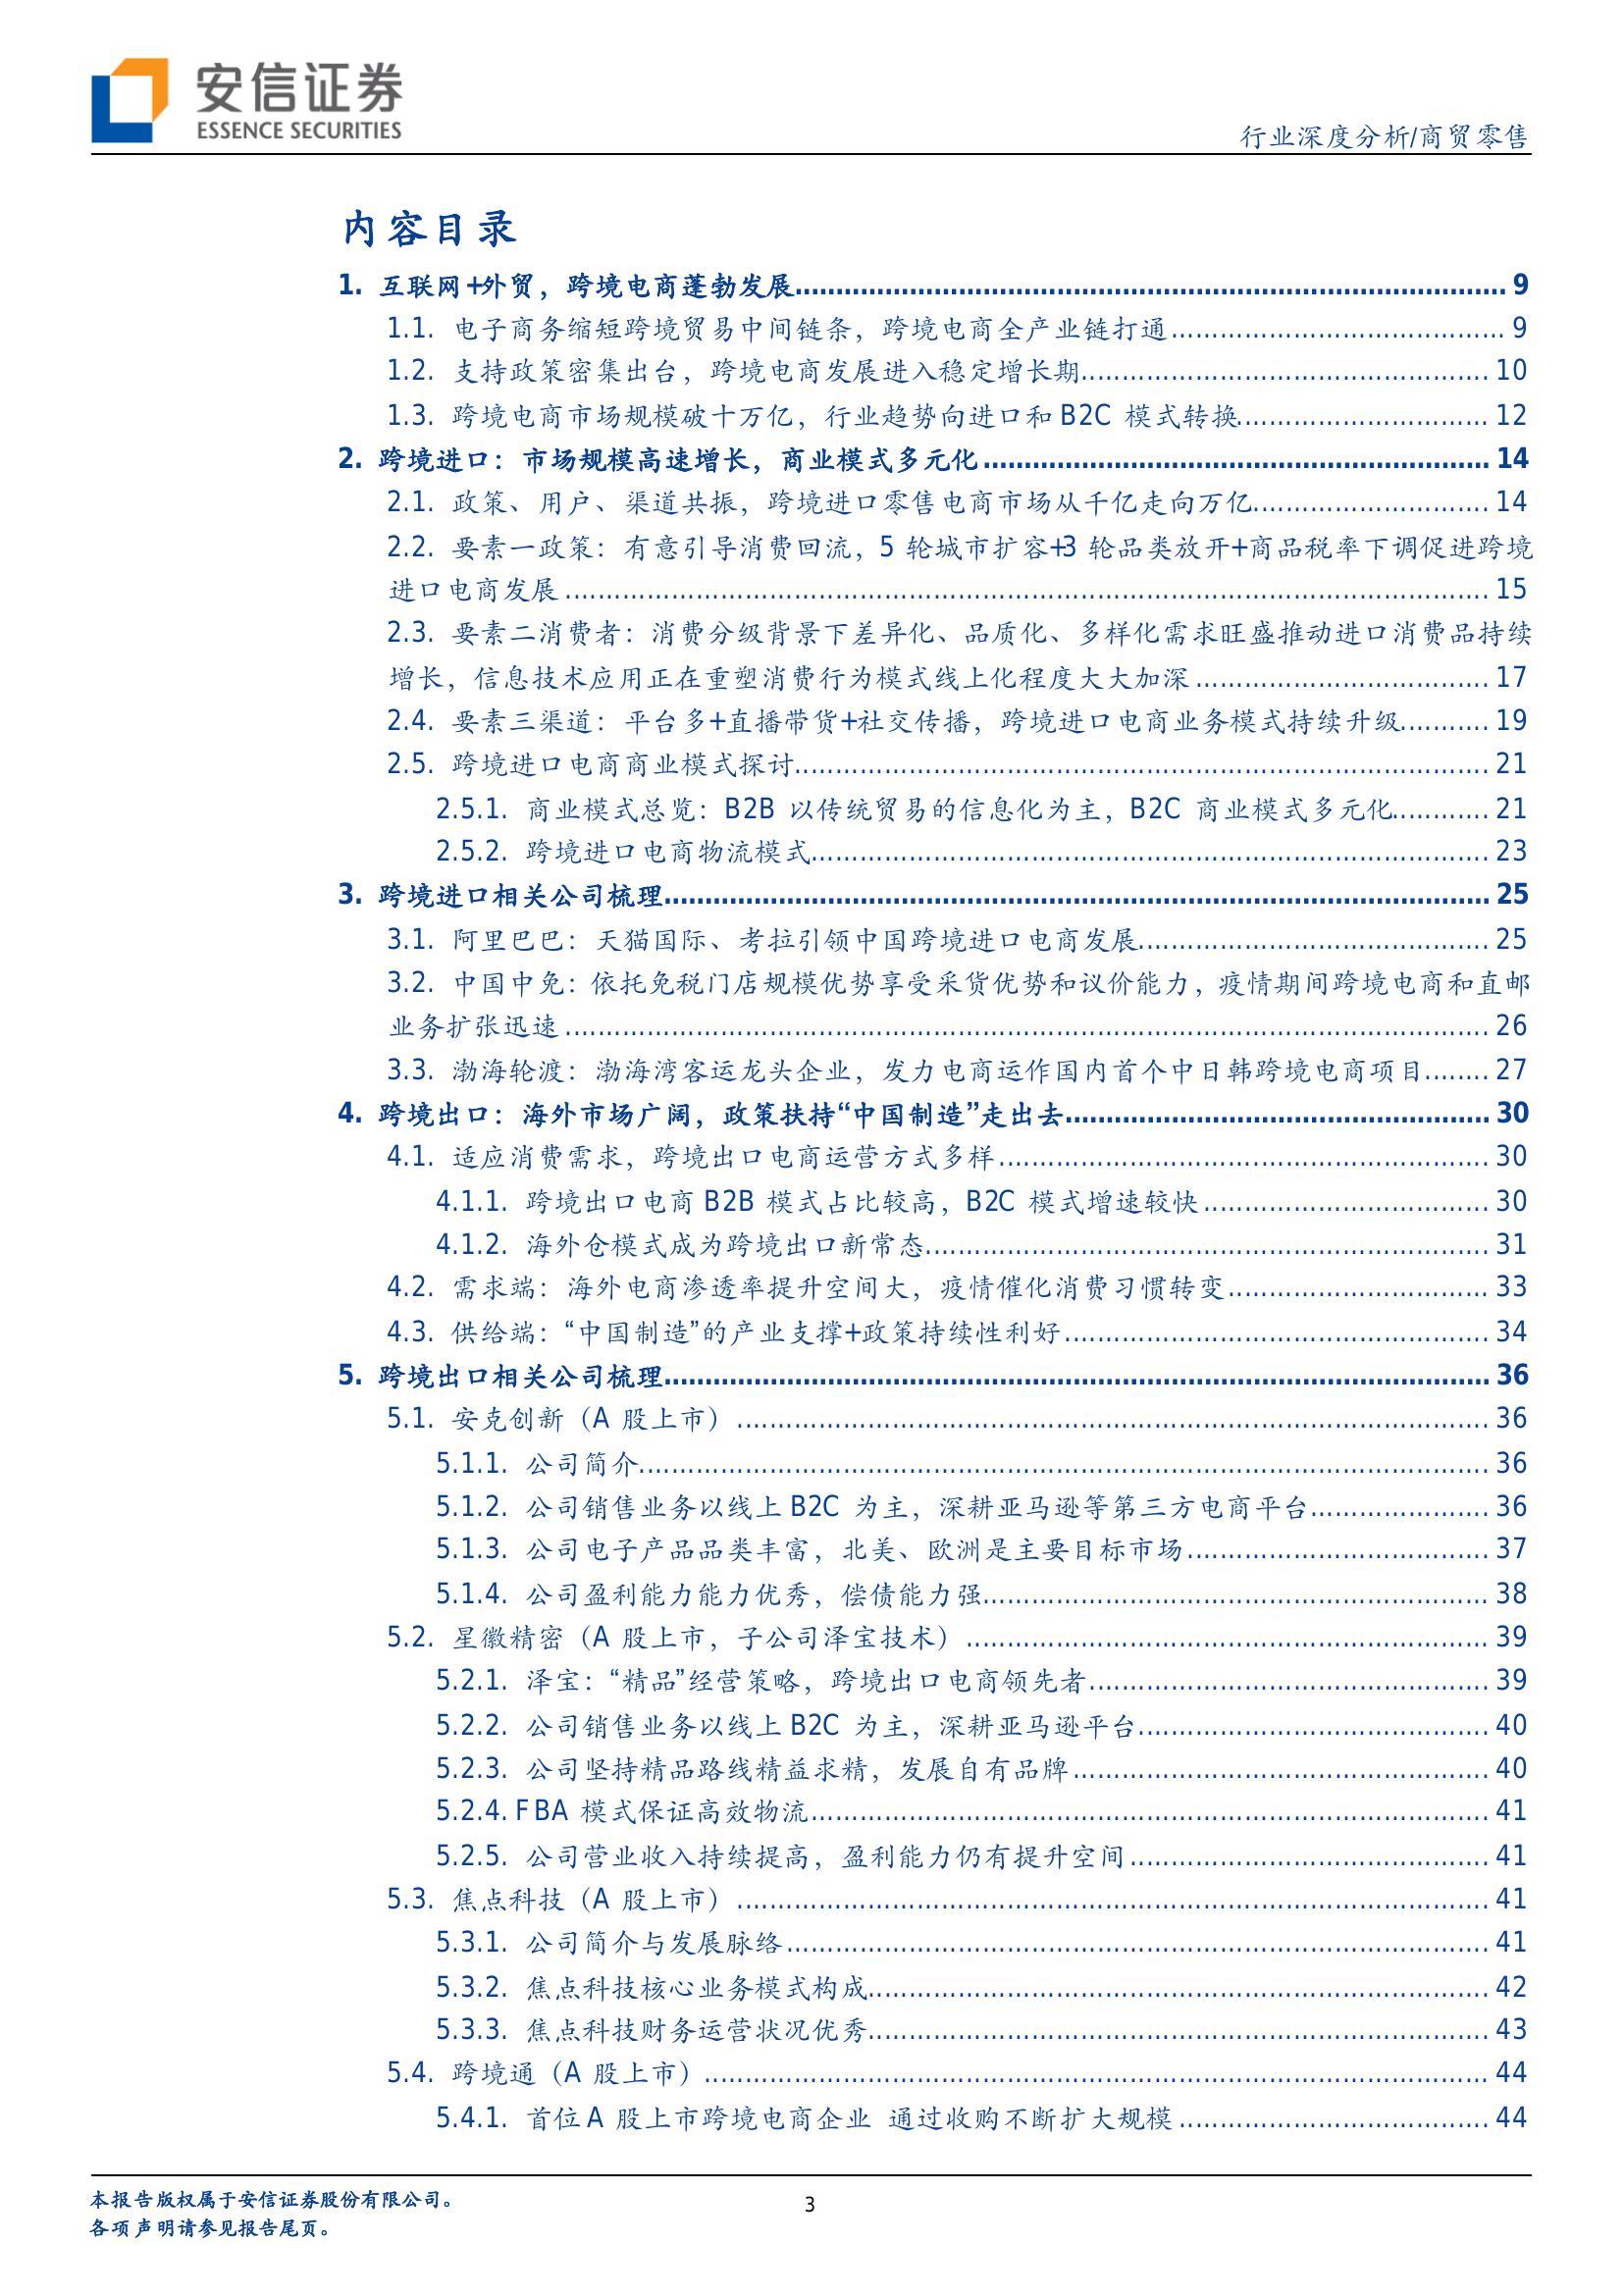 安信证券
ESSENCE SECURITIES
行业深度分析/商贸零售
内容目录
1. 互联网+外贸，跨境电商蓬勃发展 9
1.1. 电子商务缩短跨境贸易中间链条，跨境电商全产业链打通 9
1.2. 支持政策密集出台，跨境电商发展进入稳定增长期 10
1.3. 跨境电商市场规模破十万亿，行业趋势向进口和 B2C 模式转换 12
2. 跨境进口：市场规模高速增长，商业模式多元化 14
2.1. 政策、用户、渠道共振，跨境进口零售电商市场从千亿走向万亿 14
2.2. 要素一政策：有意引导消费回流，5 轮城市扩容+3 轮品类放开+商品税率下调促进跨境
进口电商发展 15
2.3. 要素二消费者：消费分级背景下差异化、品质化、多样化需求旺盛推动进口消费品持续
增长，信息技术应用正在重塑消费行为模式线上化程度大大加深 17
2.4. 要素三渠道：平台多+直播带货+社交传播，跨境进口电商业务模式持续升级 19
2.5. 跨境进口电商商业模式探讨 21
2.5.1. 商业模式总览：B2B 以传统贸易的信息化为主，B2C 商业模式多元化 21
2.5.2. 跨境进口电商物流模式 23
3. 跨境进口相关公司梳理 25
3.1. 阿里巴巴：天猫国际、考拉引领中国跨境进口电商发展 25
3.2. 中国中免：依托免税门店规模优势享受采货优势和议价能力，疫情期间跨境电商和直邮
业务扩张迅速 26
3.3. 渤海轮渡：渤海湾客运龙头企业，发力电商运作国内首个中日韩跨境电商项目 27
4. 跨境出口：海外市场广阔，政策扶持“中国制造”走出去 30
4.1. 适应消费需求，跨境出口电商运营方式多样 30
4.1.1. 跨境出口电商 B2B 模式占比较高，B2C 模式增速较快 30
4.1.2. 海外仓模式成为跨境出口新常态 31
4.2. 需求端：海外电商渗透率提升空间大，疫情催化消费习惯转变 33
4.3. 供给端：“中国制造”的产业支撑+政策持续性利好 34
5. 跨境出口相关公司梳理 36
5.1. 安克创新（A 股上市） 36
5.1.1. 公司简介 36
5.1.2. 公司销售业务以线上 B2C 为主，深耕亚马逊等第三方电商平台 36
5.1.3. 公司电子产品品类丰富，北美、欧洲是主要目标市场 37
5.1.4. 公司盈利能力能力优秀，偿债能力强 38
5.2. 星徽精密（A 股上市，子公司泽宝技术） 39
5.2.1. 泽宝：“精品”经营策略，跨境出口电商领先者 39
5.2.2. 公司销售业务以线上 B2C 为主，深耕亚马逊平台 40
5.2.3. 公司坚持精品路线精益求精，发展自有品牌 40
5.2.4. FBA 模式保证高效物流 41
5.2.5. 公司营业收入持续提高，盈利能力仍有提升空间 41
5.3. 焦点科技（A 股上市） 41
5.3.1. 公司简介与发展脉络 41
5.3.2. 焦点科技核心业务模式构成 42
5.3.3. 焦点科技财务运营状况优秀 43
5.4. 跨境通（A 股上市） 44
5.4.1. 首位 A 股上市跨境电商企业 通过收购不断扩大规模 44
本报告版权属于安信证券股份有限公司。
3
各项声明请参见报告尾页。